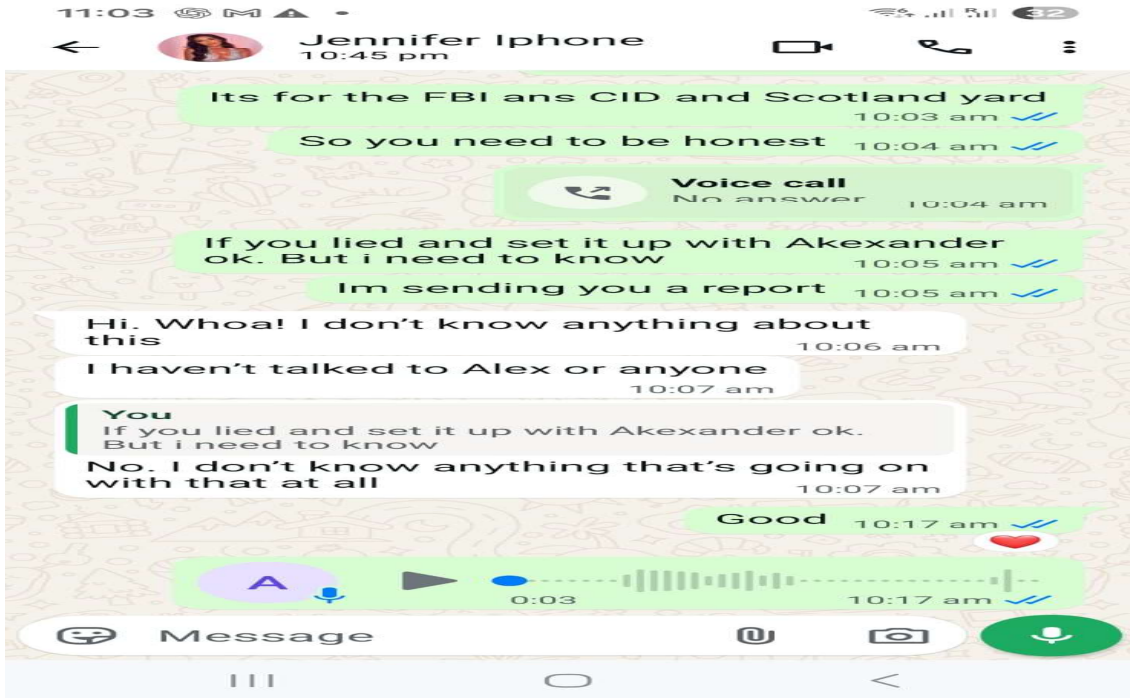 11:03
32
Jennifer Iphone
10:45 pm
Its for the FBI ans CID and Scotland yard
10:03 am
So you need to be honest 10:04 am
Voice call
No answer 10:04 am
If you lied and set it up with Akexander
ok. But i need to know 10:05 am
Im sending you a report 10:05 am
Hi. Whoa! I don't know anything about
this 10:06 am
I haven't talked to Alex or anyone
10:07 am
You
If you lied and set it up with Akexander ok.
But i need to know
No. I don't know anything that's going on
with that at all 10:07 am
Good 10:17 am
A
0:03 10:17 am
Message